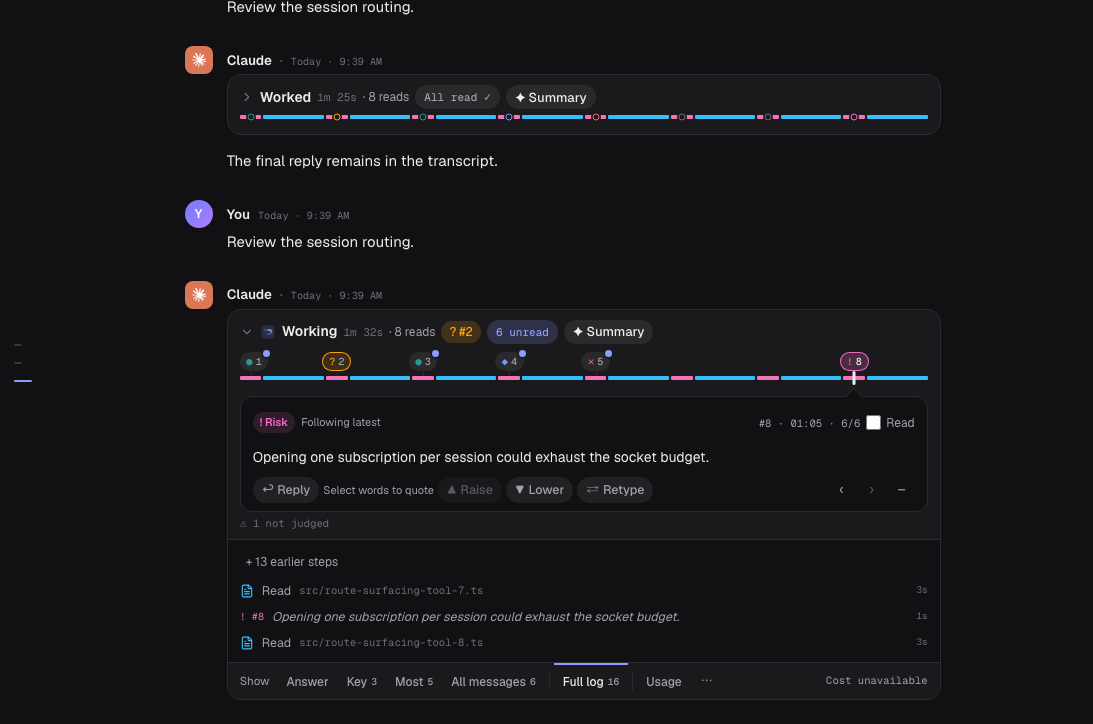 Review the session routing.
Claude · Today · 9:39 AM
Worked 1m 25s · 8 reads All read ✓ ✦ Summary
The final reply remains in the transcript.
Y You Today · 9:39 AM
Review the session routing.
Claude · Today · 9:39 AM
Working 1m 32s · 8 reads ? #2 6 unread ✦ Summary
● 1 ? 2 ● 3 ◆ 4 × 5 ! 8
! Risk Following latest #8 · 01:05 · 6/6 Read
Opening one subscription per session could exhaust the socket budget.
↩ Reply Select words to quote ▲ Raise ▼ Lower ⇄ Retype ‹ › –
⚠ 1 not judged
+ 13 earlier steps
Read src/route-surfacing-tool-7.ts 3s
! #8 Opening one subscription per session could exhaust the socket budget. 1s
Read src/route-surfacing-tool-8.ts 3s
Show Answer Key 3 Most 5 All messages 6 Full log 16 Usage ··· Cost unavailable